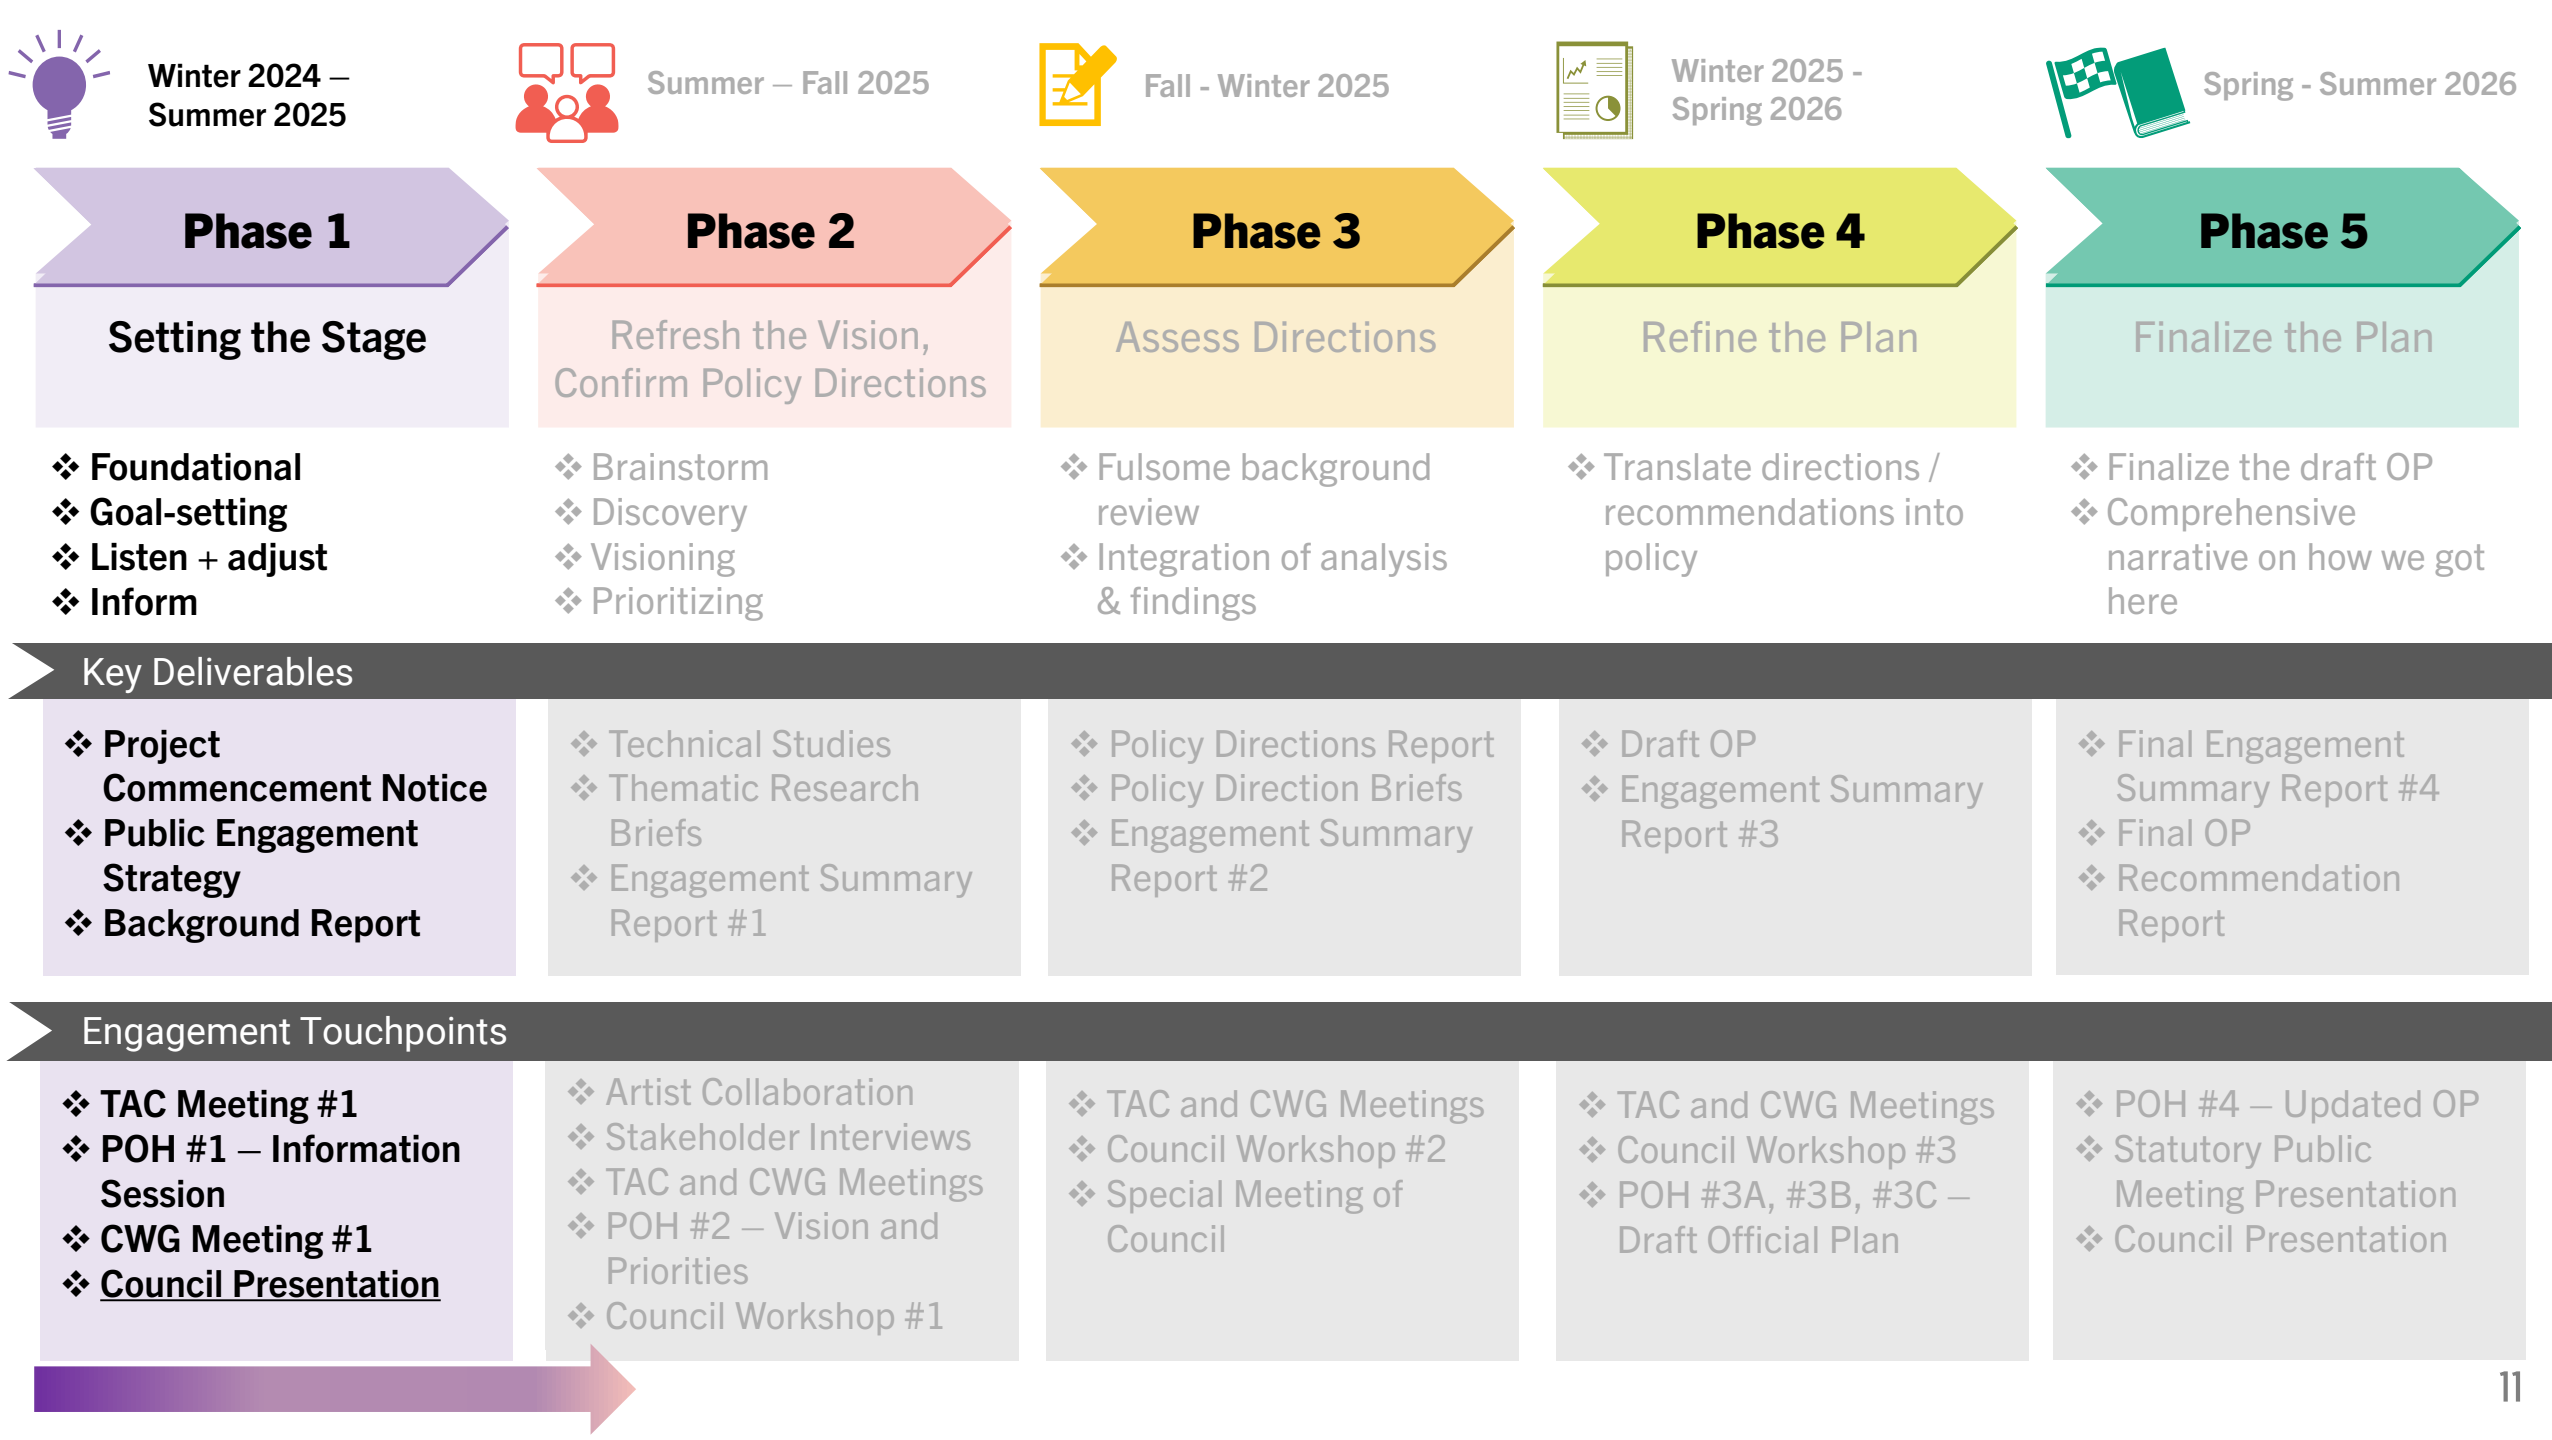 Winter 2024 –
Summer 2025
Summer – Fall 2025
Fall - Winter 2025
Winter 2025 -
Spring 2026
Spring - Summer 2026
Phase 1
Phase 2
Phase 3
Phase 4
Phase 5
Setting the Stage
Refresh the Vision,
Confirm Policy Directions
Assess Directions
Refine the Plan
Finalize the Plan
❖ Foundational
❖ Goal-setting
❖ Listen + adjust
❖ Inform
❖ Brainstorm
❖ Discovery
❖ Visioning
❖ Prioritizing
❖ Fulsome background
review
❖ Integration of analysis
& findings
❖ Translate directions /
recommendations into
policy
❖ Finalize the draft OP
❖ Comprehensive
narrative on how we got
here
Key Deliverables
❖ Project
Commencement Notice
❖ Public Engagement
Strategy
❖ Background Report
❖ Technical Studies
❖ Thematic Research
Briefs
❖ Engagement Summary
Report #1
❖ Policy Directions Report
❖ Policy Direction Briefs
❖ Engagement Summary
Report #2
❖ Draft OP
❖ Engagement Summary
Report #3
❖ Final Engagement
Summary Report #4
❖ Final OP
❖ Recommendation
Report
Engagement Touchpoints
❖ TAC Meeting #1
❖ POH #1 – Information
Session
❖ CWG Meeting #1
❖ Council Presentation
❖ Artist Collaboration
❖ Stakeholder Interviews
❖ TAC and CWG Meetings
❖ POH #2 – Vision and
Priorities
❖ Council Workshop #1
❖ TAC and CWG Meetings
❖ Council Workshop #2
❖ Special Meeting of
Council
❖ TAC and CWG Meetings
❖ Council Workshop #3
❖ POH #3A, #3B, #3C –
Draft Official Plan
❖ POH #4 – Updated OP
❖ Statutory Public
Meeting Presentation
❖ Council Presentation
11